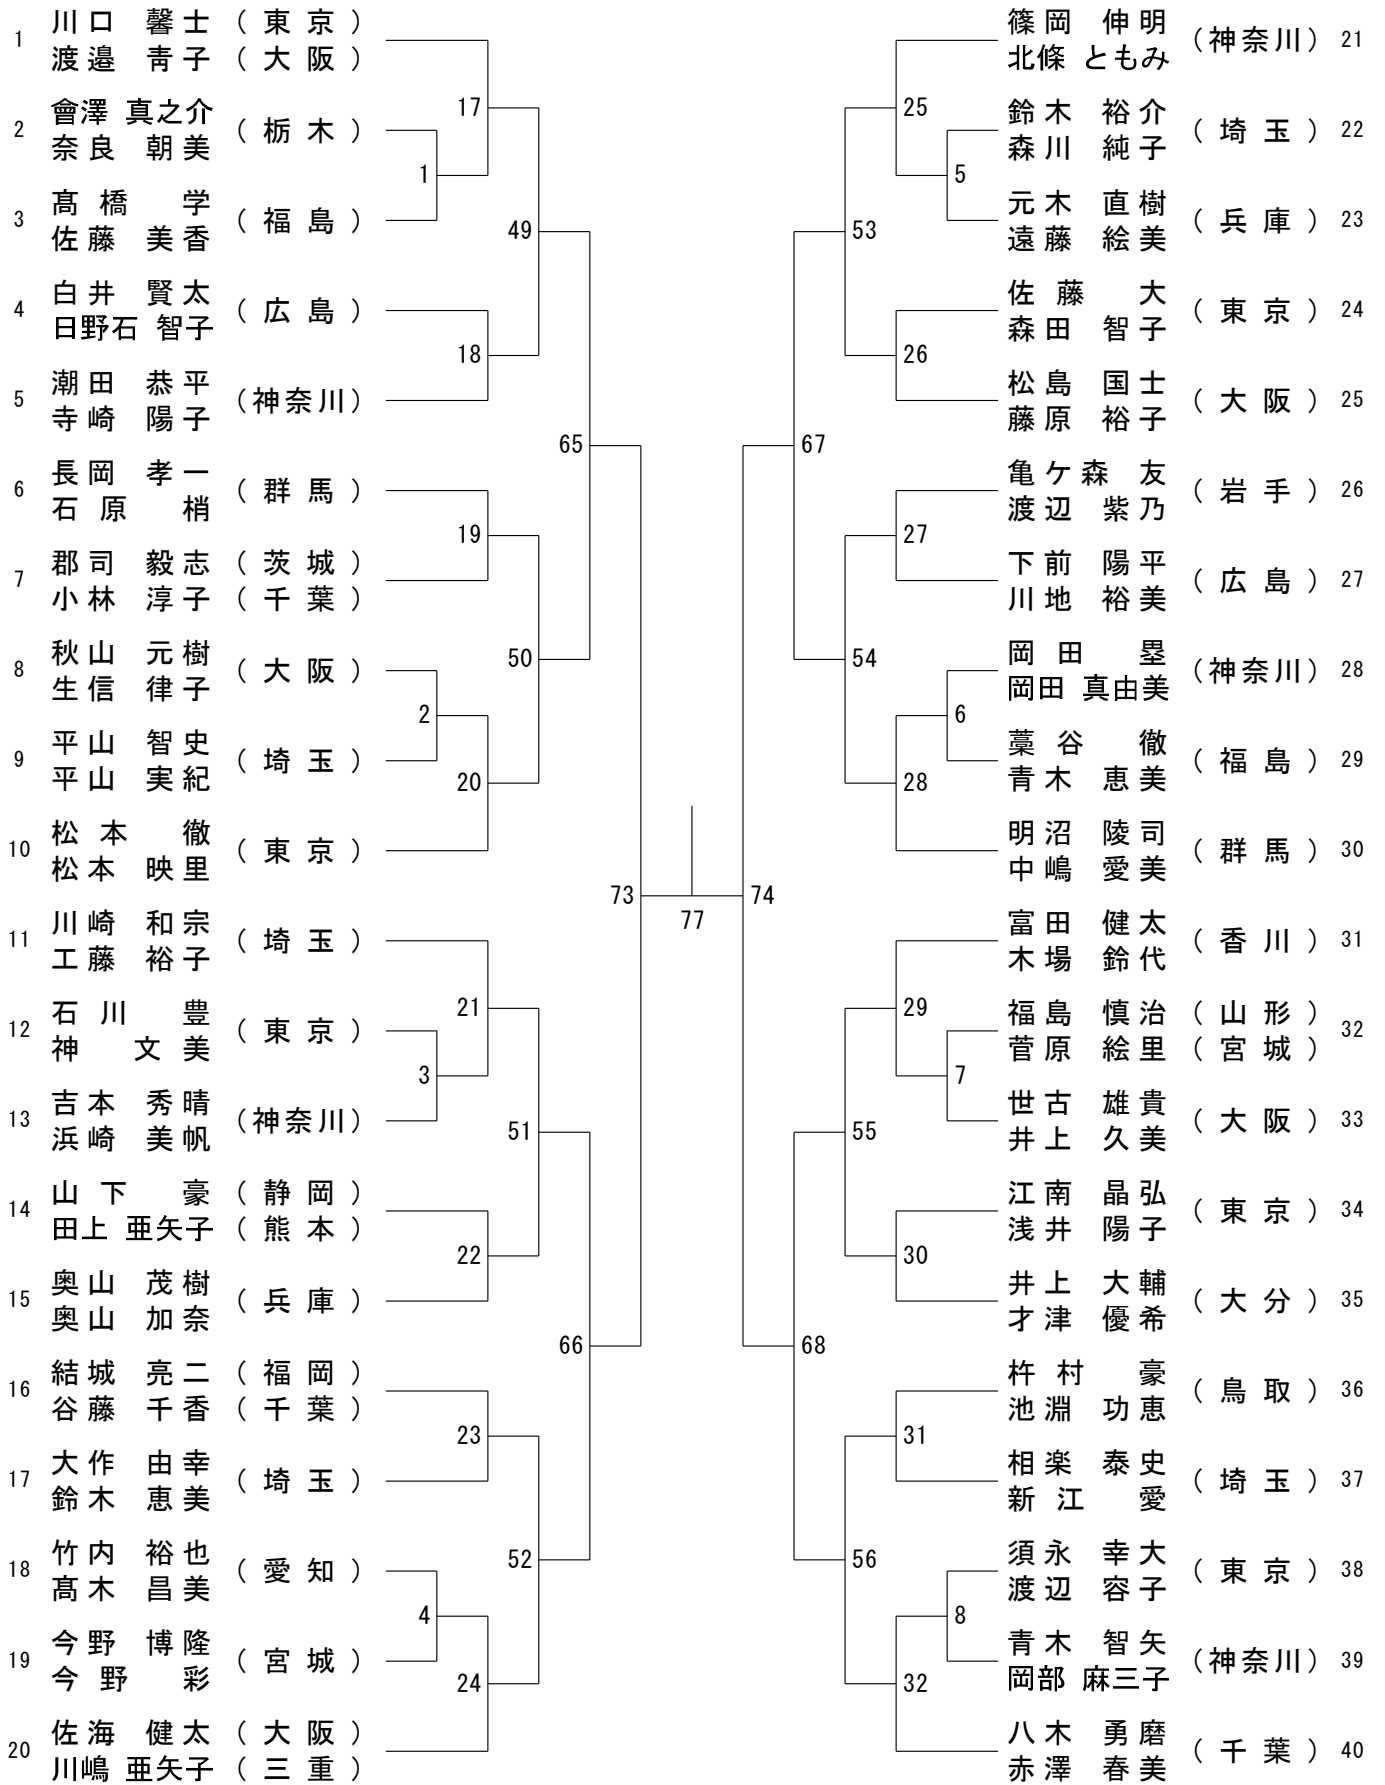 1 川口 馨士 (東京)
渡邉 靑子 (大阪)
2 會澤 真之介 (栃木)
奈良 朝美
3 髙橋 学 (福島)
佐藤 美香
4 白井 賢太 (広島)
日野石 智子
5 潮田 恭平 (神奈川)
寺崎 陽子
6 長岡 孝一 (群馬)
石原 梢
7 郡司 毅志 (茨城)
小林 淳子 (千葉)
8 秋山 元樹 (大阪)
生信 律子
9 平山 智史 (埼玉)
平山 実紀
10 松本 徹 (東京)
松本 映里
11 川崎 和宗 (埼玉)
工藤 裕子
12 石川 豊 (東京)
神 文美
13 吉本 秀晴 (神奈川)
浜崎 美帆
14 山下 豪 (静岡)
田上 亜矢子 (熊本)
15 奥山 茂樹 (兵庫)
奥山 加奈
16 結城 亮二 (福岡)
谷藤 千香 (千葉)
17 大作 由幸 (埼玉)
鈴木 恵美
18 竹内 裕也 (愛知)
髙木 昌美
19 今野 博隆 (宮城)
今野 彩
20 佐海 健太 (大阪)
川嶋 亜矢子 (三重)
17
1
49
18
65
19
50
2
20
73
21
3
51
22
66
23
52
4
24
77
74
25
5
53
26
67
27
54
6
28
29
7
55
30
68
31
56
8
32
篠岡 伸明 (神奈川) 21
北條 ともみ
鈴木 裕介 (埼玉) 22
森川 純子
元木 直樹 (兵庫) 23
遠藤 絵美
佐藤 大 (東京) 24
森田 智子
松島 国士 (大阪) 25
藤原 裕子
亀ケ森 友 (岩手) 26
渡辺 紫乃
下前 陽平 (広島) 27
川地 裕美
岡田 塁 (神奈川) 28
岡田 真由美
藁谷 徹 (福島) 29
青木 恵美
明沼 陵司 (群馬) 30
中嶋 愛美
富田 健太 (香川) 31
木場 鈴代
福島 慎治 (山形) 32
菅原 絵里 (宮城)
世古 雄貴 (大阪) 33
井上 久美
江南 晶弘 (東京) 34
浅井 陽子
井上 大輔 (大分) 35
才津 優希
杵村 豪 (鳥取) 36
池淵 功恵
相楽 泰史 (埼玉) 37
新江 愛
須永 幸大 (東京) 38
渡辺 容子
青木 智矢 (神奈川) 39
岡部 麻三子
八木 勇磨 (千葉) 40
赤澤 春美